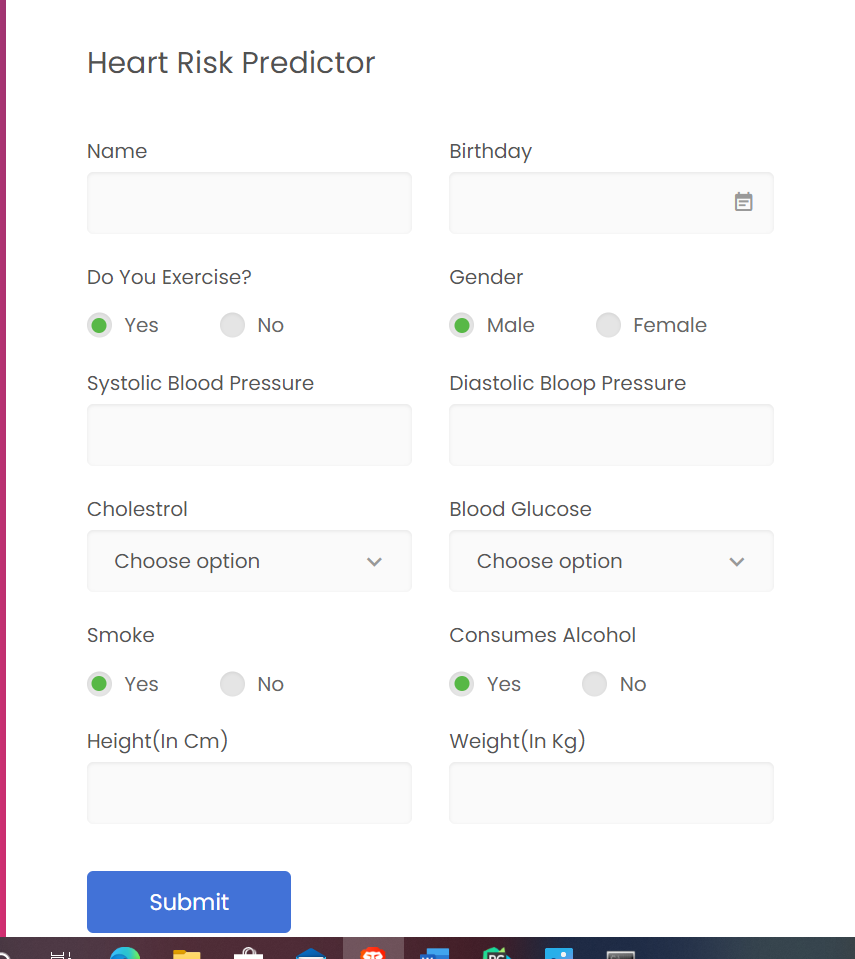 Heart Risk Predictor
Name Birthday
Do You Exercise? Gender
Yes No Male Female
Systolic Blood Pressure Diastolic Bloop Pressure
Cholestrol Blood Glucose
Choose option Choose option
Smoke Consumes Alcohol
Yes No Yes No
Height(In Cm) Weight(In Kg)
Submit